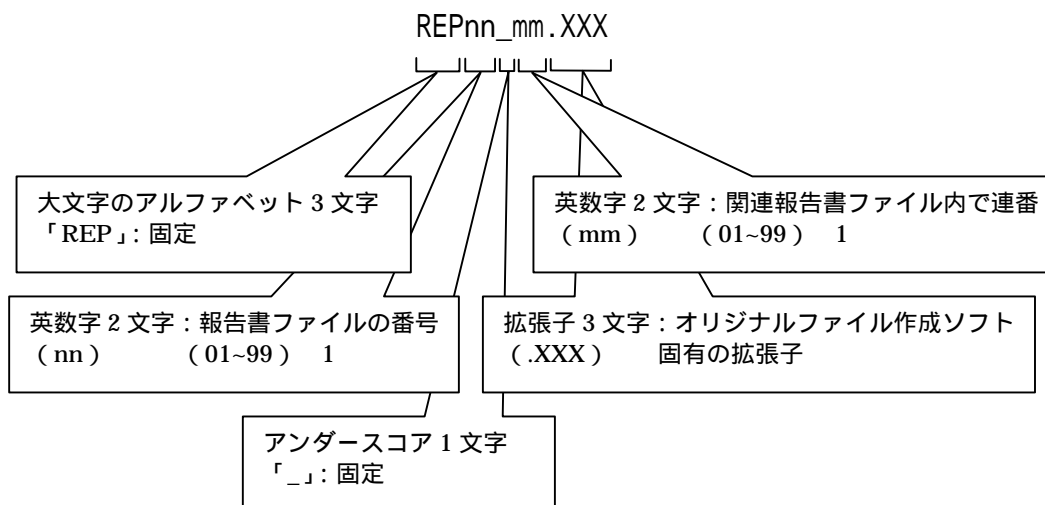 REPnn_mm.XXX
大文字のアルファベット3文字
「REP」：固定
英数字2文字：関連報告書ファイル内で連番
（mm）　　（01~99）　1
英数字2文字：報告書ファイルの番号
（nn）　　　（01~99）　1
拡張子3文字：オリジナルファイル作成ソフト
（.XXX）　　固有の拡張子
アンダースコア1文字
「_」：固定